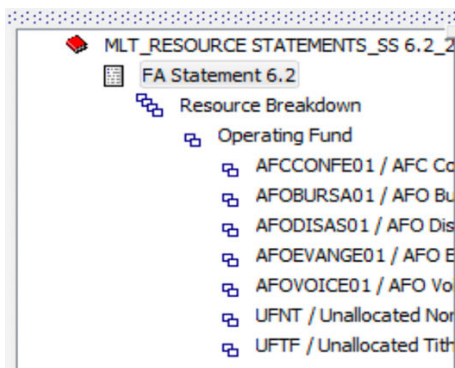 MLT_RESOURCE STATEMENTS_SS 6.2_2
FA Statement 6.2
Resource Breakdown
Operating Fund
AFCCONFE01 / AFC Co
AFOBURSA01 / AFO Bu
AFODISAS01 / AFO Dis
AFOEVANGE01 / AFO E
AFOVOICE01 / AFO Vo
UFNT / Unallocated Nor
UFTF / Unallocated Tith